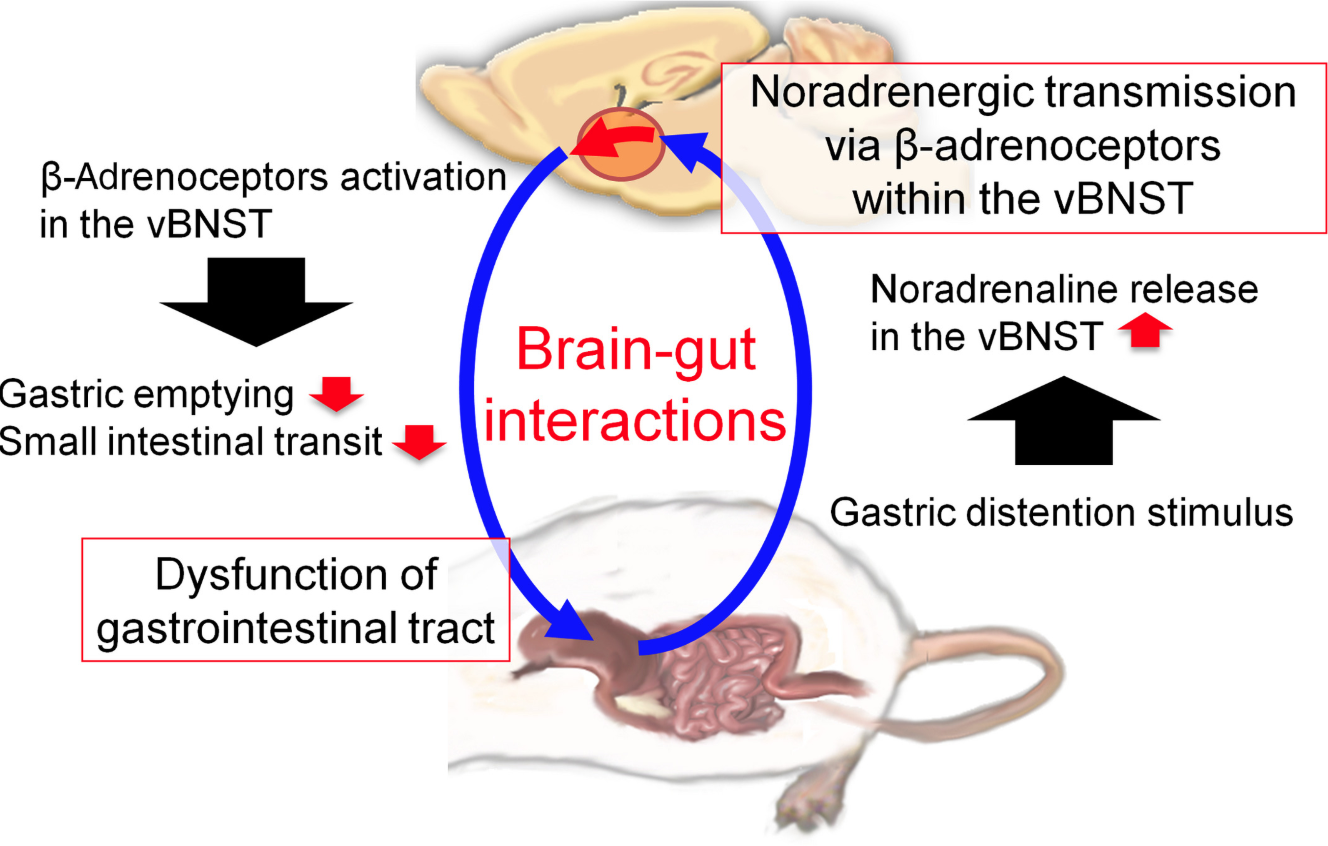 Noradrenergic transmission
via β-adrenoceptors
within the vBNST
β-Adrenoceptors activation
in the vBNST
Noradrenaline release
in the vBNST
Brain-gut
interactions
Gastric emptying
Small intestinal transit
Gastric distention stimulus
Dysfunction of
gastrointestinal tract